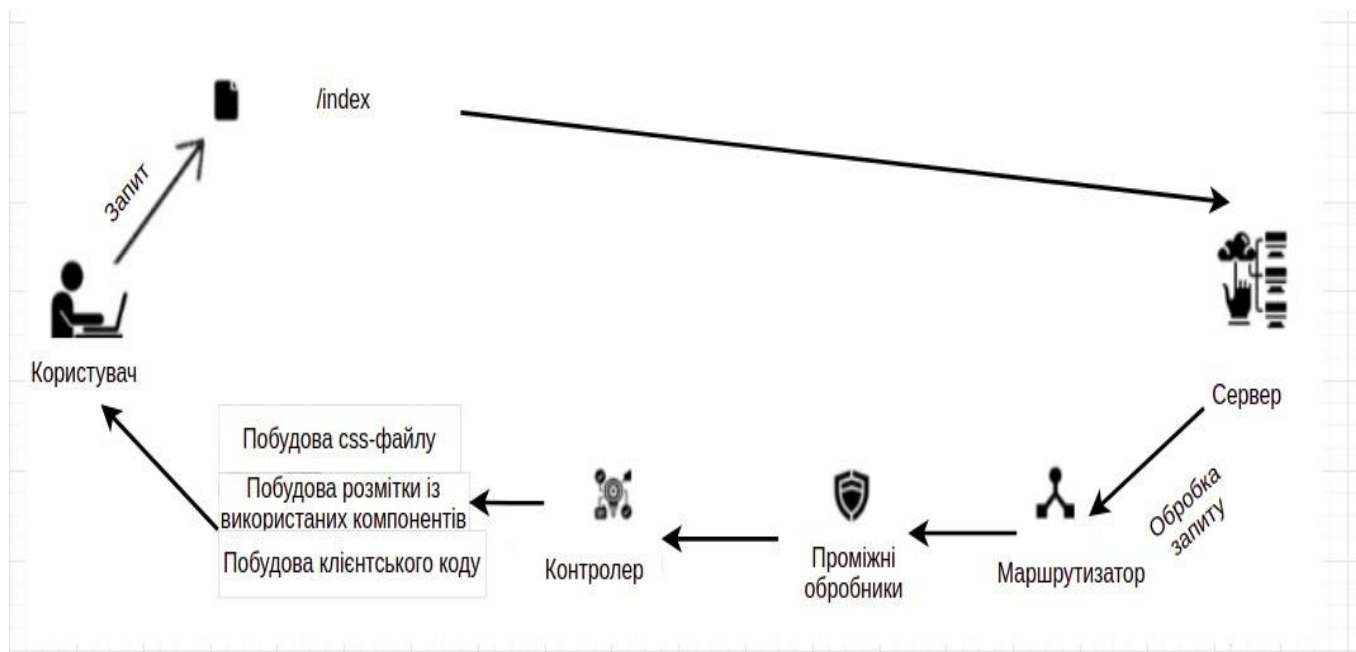 /index
Запит
Користувач
Сервер
Обробка
запиту
Побудова css-файлу
Побудова розмітки із
використаних компонентів
Побудова клієнтського коду
Контролер
Проміжні
обробники
Маршрутизатор